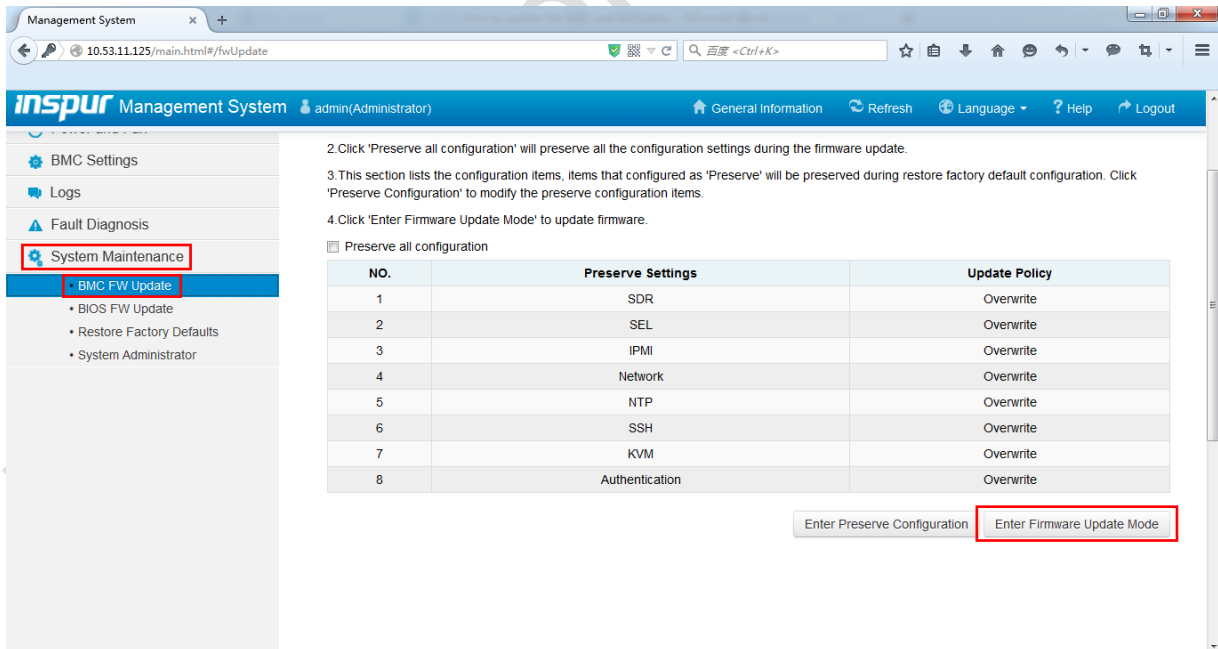 Management System
10.53.11.125/main.html#/fwUpdate
百度 <Ctrl+K>
inspur Management System
admin(Administrator)
General Information
Refresh
Language
? Help
Logout
BMC Settings
Logs
Fault Diagnosis
System Maintenance
• BMC FW Update
• BIOS FW Update
• Restore Factory Defaults
• System Administrator
2.Click 'Preserve all configuration' will preserve all the configuration settings during the firmware update.
3.This section lists the configuration items, items that configured as 'Preserve' will be preserved during restore factory default configuration. Click
'Preserve Configuration' to modify the preserve configuration items.
4.Click 'Enter Firmware Update Mode' to update firmware.
Preserve all configuration
NO. Preserve Settings Update Policy
1 SDR Overwrite
2 SEL Overwrite
3 IPMI Overwrite
4 Network Overwrite
5 NTP Overwrite
6 SSH Overwrite
7 KVM Overwrite
8 Authentication Overwrite
Enter Preserve Configuration
Enter Firmware Update Mode